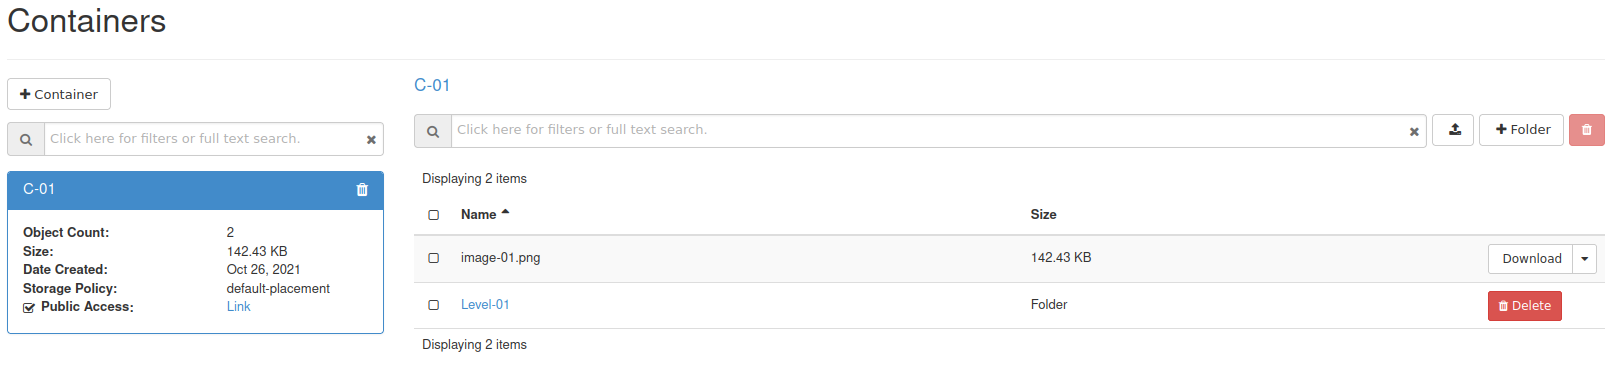 Containers
Container
Click here for filters or full text search.
C-01
Object Count: 2
Size: 142.43 KB
Date Created: Oct 26, 2021
Storage Policy: default-placement
Public Access: Link
C-01
Click here for filters or full text search.
Folder
Displaying 2 items
Name Size
image-01.png 142.43 KB Download
Level-01 Folder Delete
Displaying 2 items